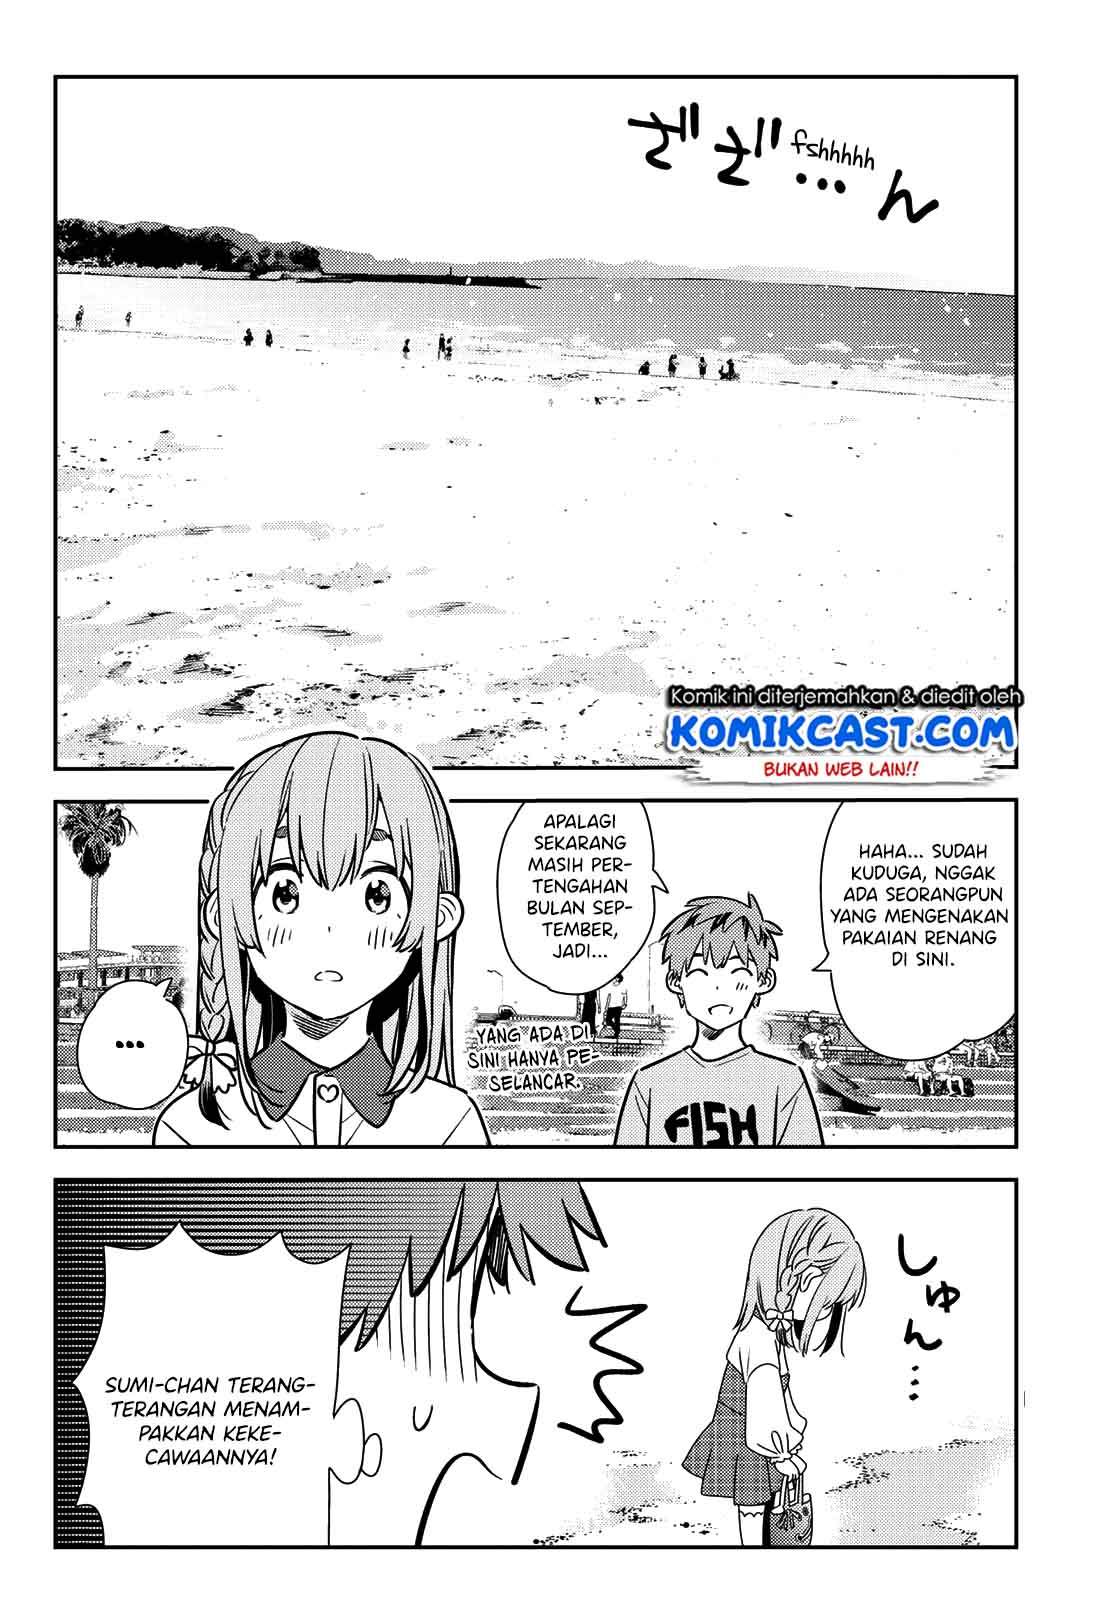 ざざ…ん
fshhhhh
Komik ini diterjemahkan & diedit oleh
KOMIKCAST.COM
BUKAN WEB LAIN!!
HAHA... SUDAH
KUDUGA, NGGAK
ADA SEORANGPUN
YANG MENGENAKAN
PAKAIAN RENANG
DI SINI.
APALAGI
SEKARANG
MASIH PER-
TENGAHAN
BULAN SEP-
TEMBER,
JADI...
YANG ADA DI
SINI HANYA PE-
SELANCAR.
FISH
...
しゅん…
SUMI-CHAN TERANG-
TERANGAN MENAM-
PAKKAN KEKE-
CAWAANNYA!